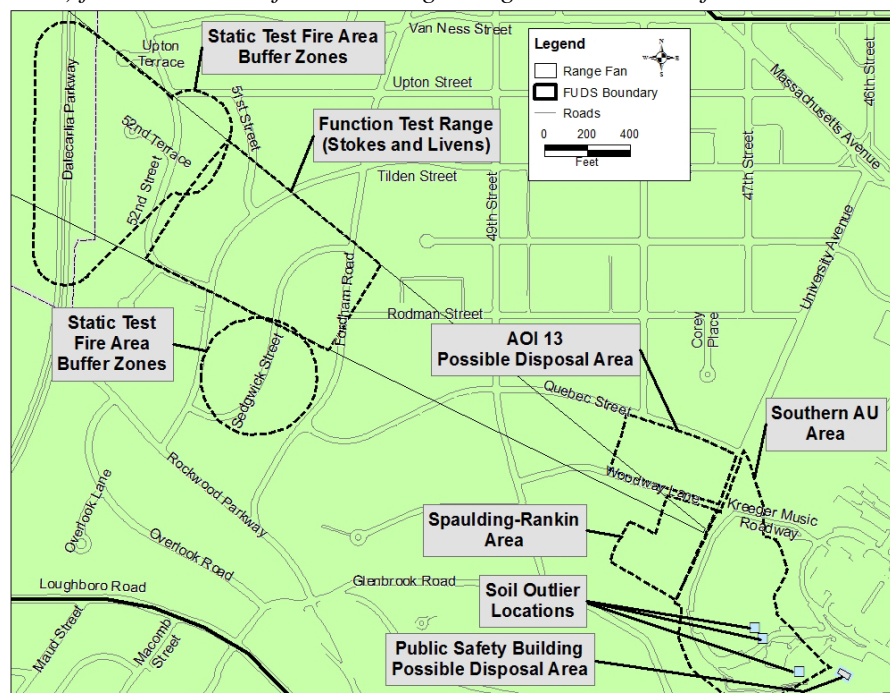 Van Ness Street
Static Test Fire Area
Buffer Zones
Upton
Terrace
Legend
Range Fan
FUDS Boundary
Roads
0 200 400
Feet
N
E
S
W
46th Street
Massachusetts Avenue
Upton Street
51st Street
Dalecarlia Parkway
52nd Terrace
Function Test Range
(Stokes and Livens)
52nd Street
Tilden Street
49th Street
47th Street
University Avenue
Fordham Road
Rodman Street
Static Test
Fire Area
Buffer Zones
Sedgwick Street
AOI 13
Possible Disposal Area
Corey
Place
Quebec Street
Southern AU
Area
Rockwood Parkway
Woodway Lane
Kreeger Music
Roadway
Overlook Lane
Spaulding-Rankin
Area
Overlook Road
Loughboro Road
Glenbrook Road
Soil Outlier
Locations
Maud Street
Macomb
Street
Public Safety Building
Possible Disposal Area